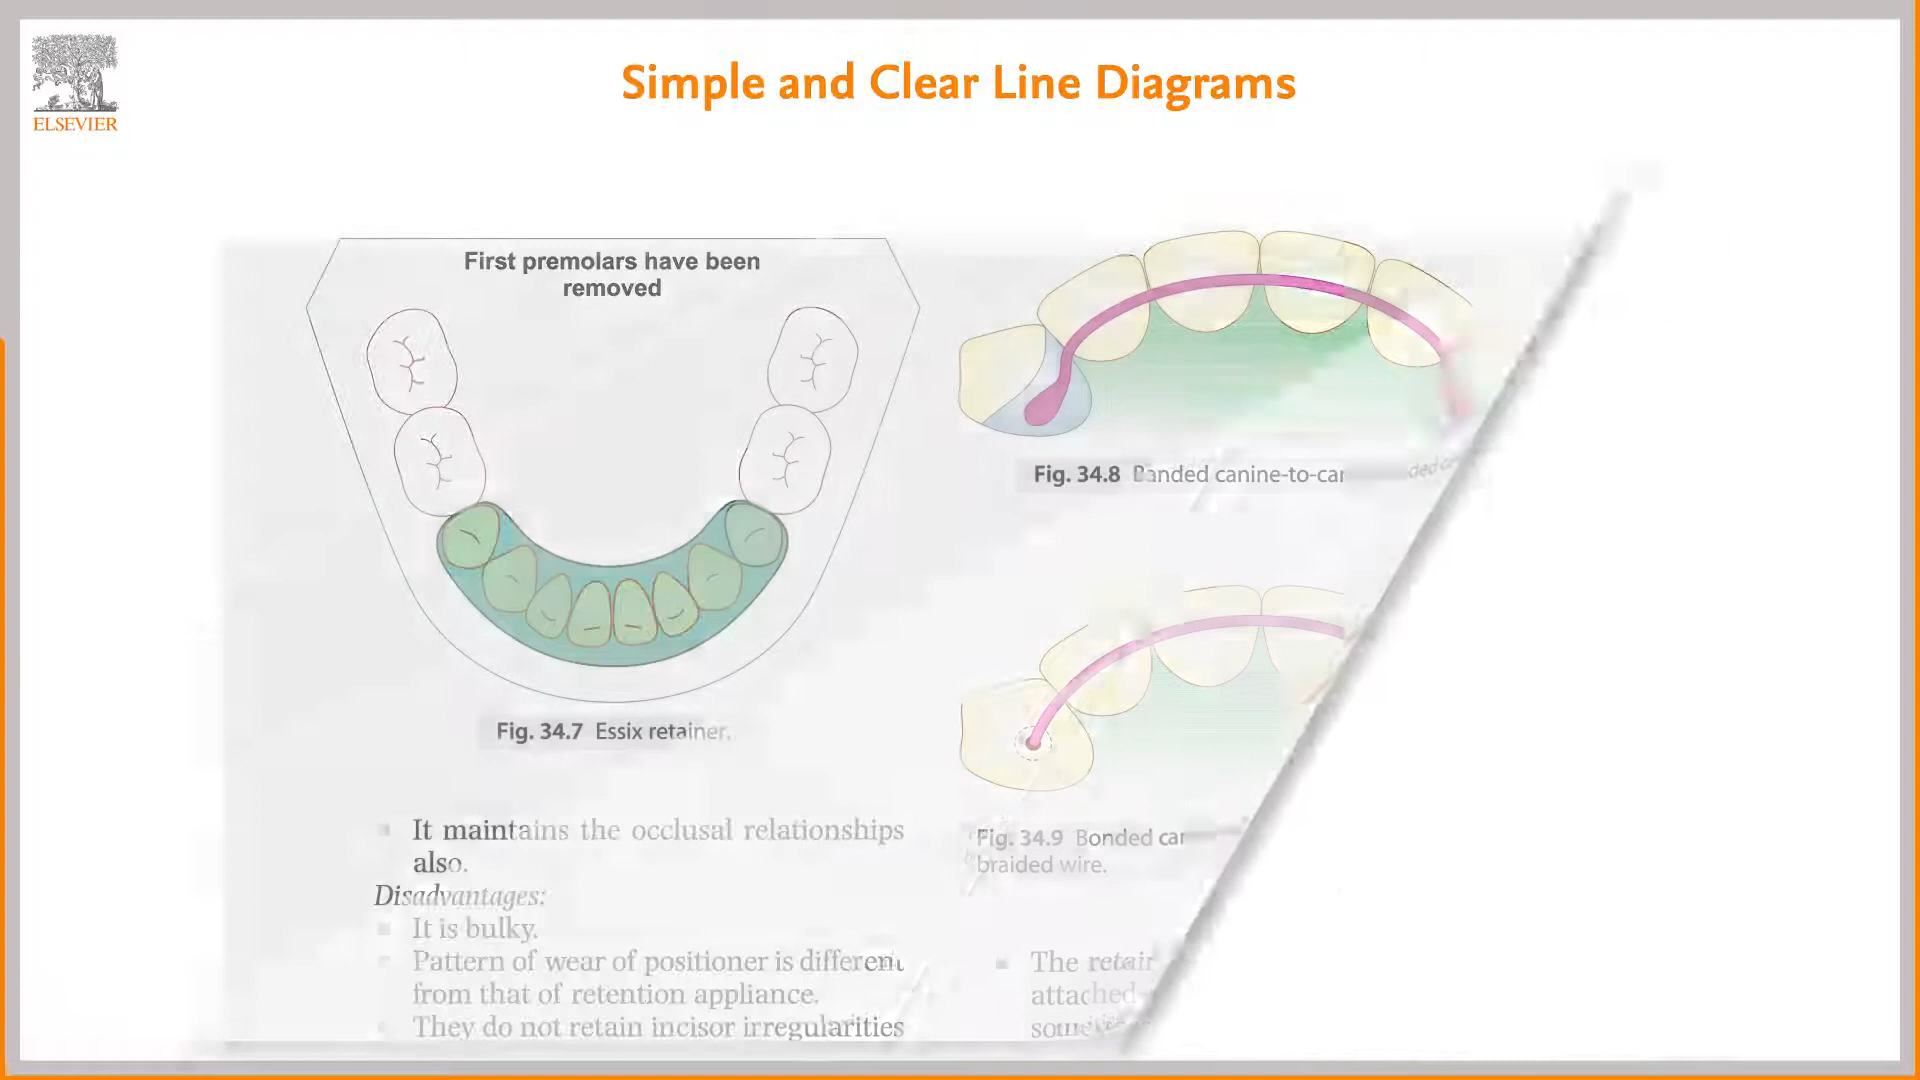 ELSEVIER
Simple and Clear Line Diagrams
First premolars have been
removed
Fig. 34.7 Essix retainer.
It maintains the occlusal relationships
also.
Disadvantages:
It is bulky.
Pattern of wear of positioner is different
from that of retention appliance.
They do not retain incisor irregularities
Fig. 34.8 Banded canine-to-car
Fig. 34.9 Bonded car
braided wire.
The retair
attached